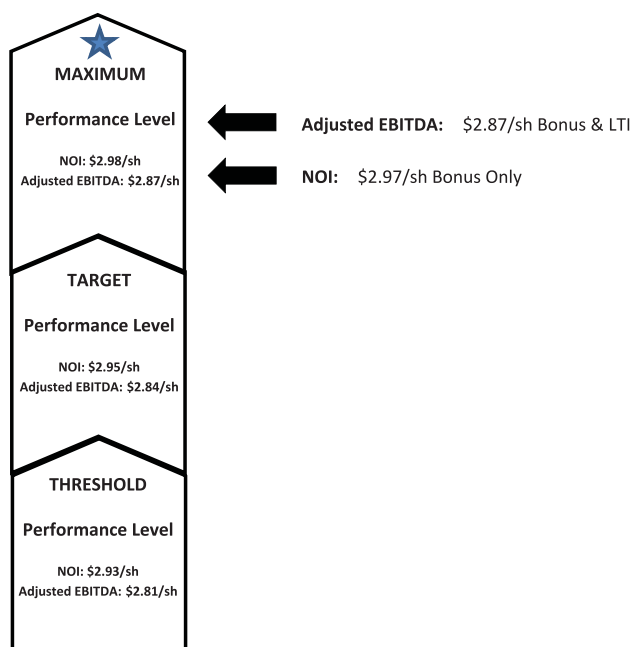 MAXIMUM
Performance Level
NOI: $2.98/sh
Adjusted EBITDA: $2.87/sh
Adjusted EBITDA: $2.87/sh Bonus & LTI
NOI: $2.97/sh Bonus Only
TARGET
Performance Level
NOI: $2.95/sh
Adjusted EBITDA: $2.84/sh
THRESHOLD
Performance Level
NOI: $2.93/sh
Adjusted EBITDA: $2.81/sh